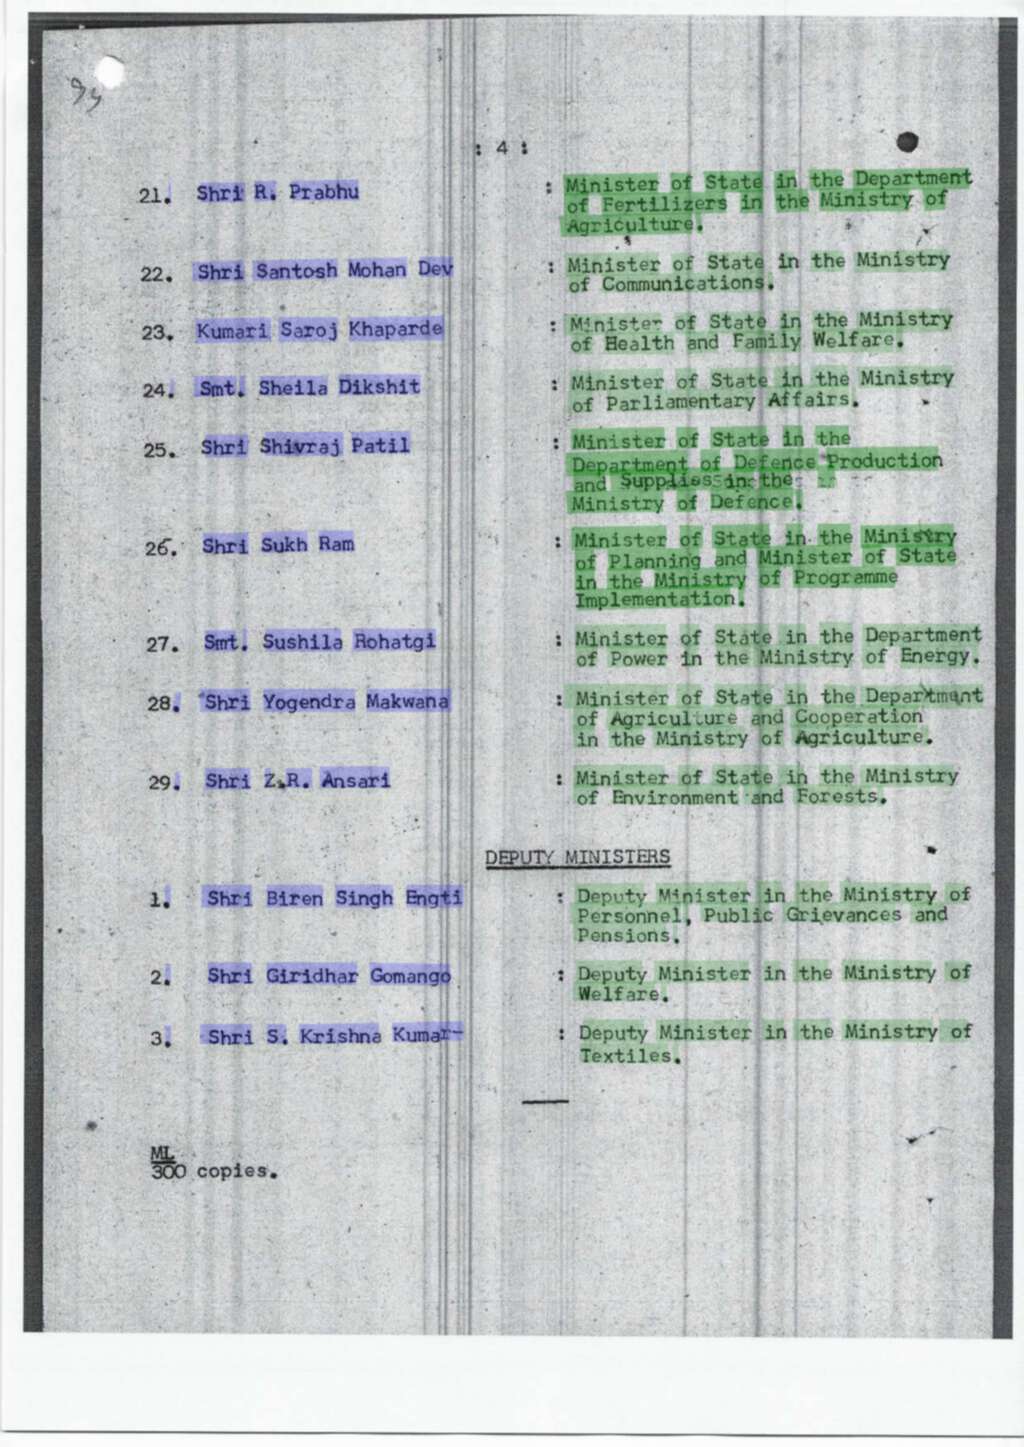 : 4 :
21. Shri R. Prabhu : Minister of State in the Department
of Fertilizers in the Ministry of
Agriculture.
22. Shri Santosh Mohan Dev : Minister of State in the Ministry
of Communications.
23. Kumari Saroj Khaparde : Minister of State in the Ministry
of Health and Family Welfare.
24. Smt. Sheila Dikshit : Minister of State in the Ministry
of Parliamentary Affairs.
25. Shri Shivraj Patil : Minister of State in the
Department of Defence Production
and Supplies in the
Ministry of Defence.
26. Shri Sukh Ram : Minister of State in the Ministry
of Planning and Minister of State
in the Ministry of Programme
Implementation.
27. Smt. Sushila Rohatgi : Minister of State in the Department
of Power in the Ministry of Energy.
28. Shri Yogendra Makwana : Minister of State in the Department
of Agriculture and Cooperation
in the Ministry of Agriculture.
29. Shri Z.R. Ansari : Minister of State in the Ministry
of Environment and Forests.
DEPUTY MINISTERS
1. Shri Biren Singh Engti : Deputy Minister in the Ministry of
Personnel, Public Grievances and
Pensions.
2. Shri Giridhar Gomango : Deputy Minister in the Ministry of
Welfare.
3. Shri S. Krishna Kumar : Deputy Minister in the Ministry of
Textiles.
ML
300 copies.